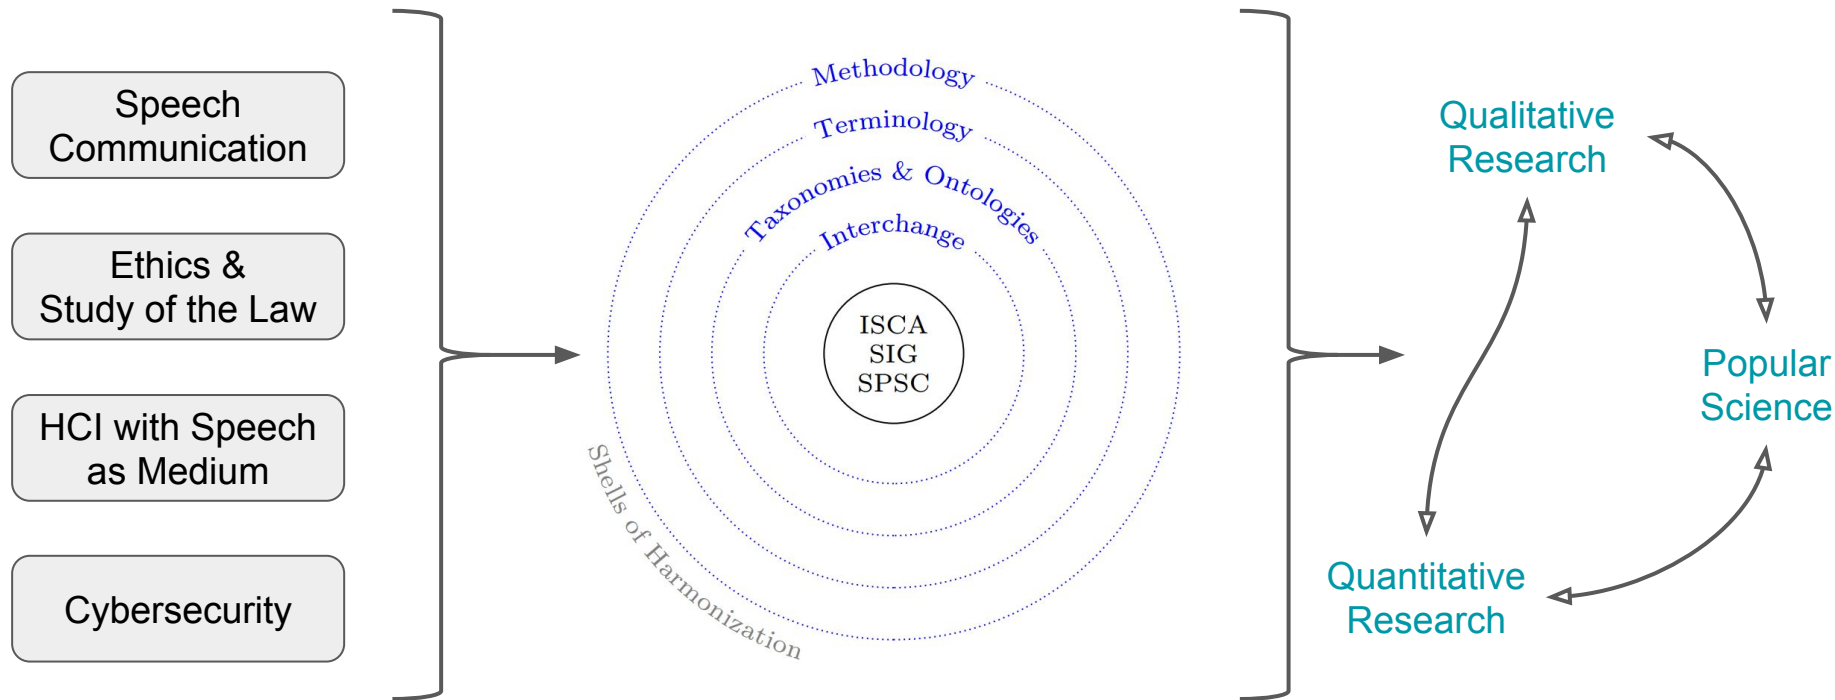 Speech
Communication
Ethics &
Study of the Law
HCI with Speech
as Medium
Cybersecurity
Methodology
Terminology
Taxonomies & Ontologies
Interchange
ISCA
SIG
SPSC
Shells of Harmonization
Qualitative
Research
Popular
Science
Quantitative
Research